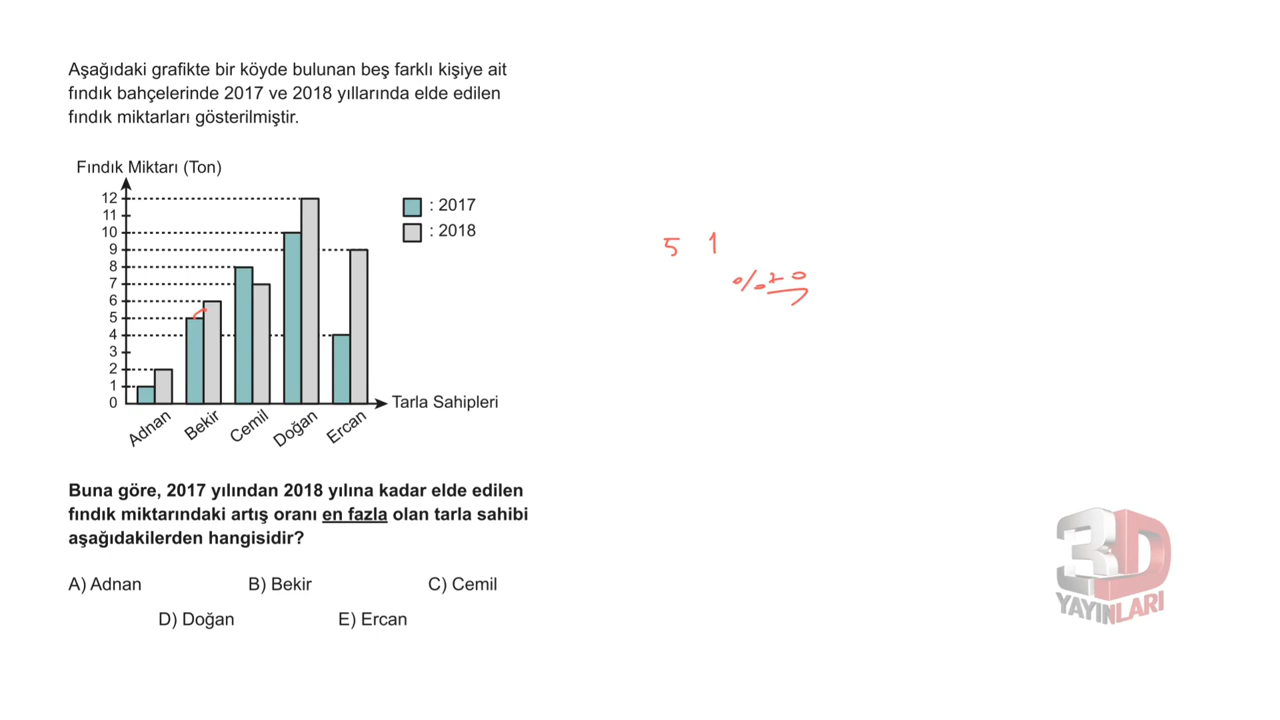 Aşağıdaki grafikte bir köyde bulunan beş farklı kişiye ait
fındık bahçelerinde 2017 ve 2018 yıllarında elde edilen
fındık miktarları gösterilmiştir.
Fındık Miktarı (Ton)
12
11
10
9
8
7
6
5
4
3
2
1
0
: 2017
: 2018
Adnan
Bekir
Cemil
Doğan
Ercan
Tarla Sahipleri
5 1
%20
Buna göre, 2017 yılından 2018 yılına kadar elde edilen
fındık miktarındaki artış oranı en fazla olan tarla sahibi
aşağıdakilerden hangisidir?
A) Adnan B) Bekir C) Cemil
D) Doğan E) Ercan
3D
YAYINLARI